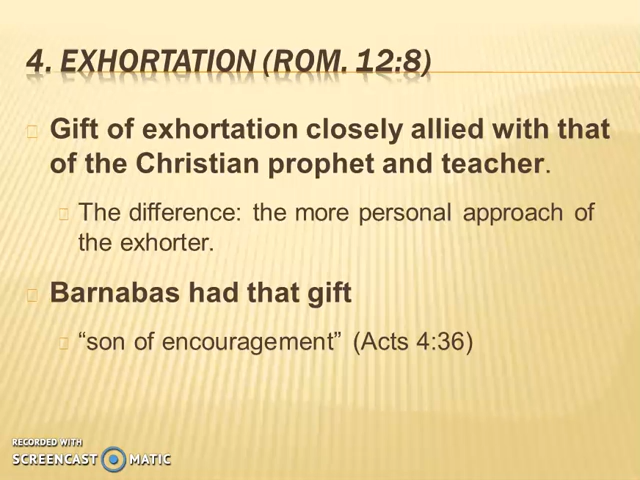 4. EXHORTATION (ROM. 12:8)
Gift of exhortation closely allied with that
of the Christian prophet and teacher.
The difference: the more personal approach of
the exhorter.
Barnabas had that gift
“son of encouragement” (Acts 4:36)
RECORDED WITH
SCREENCAST MATIC